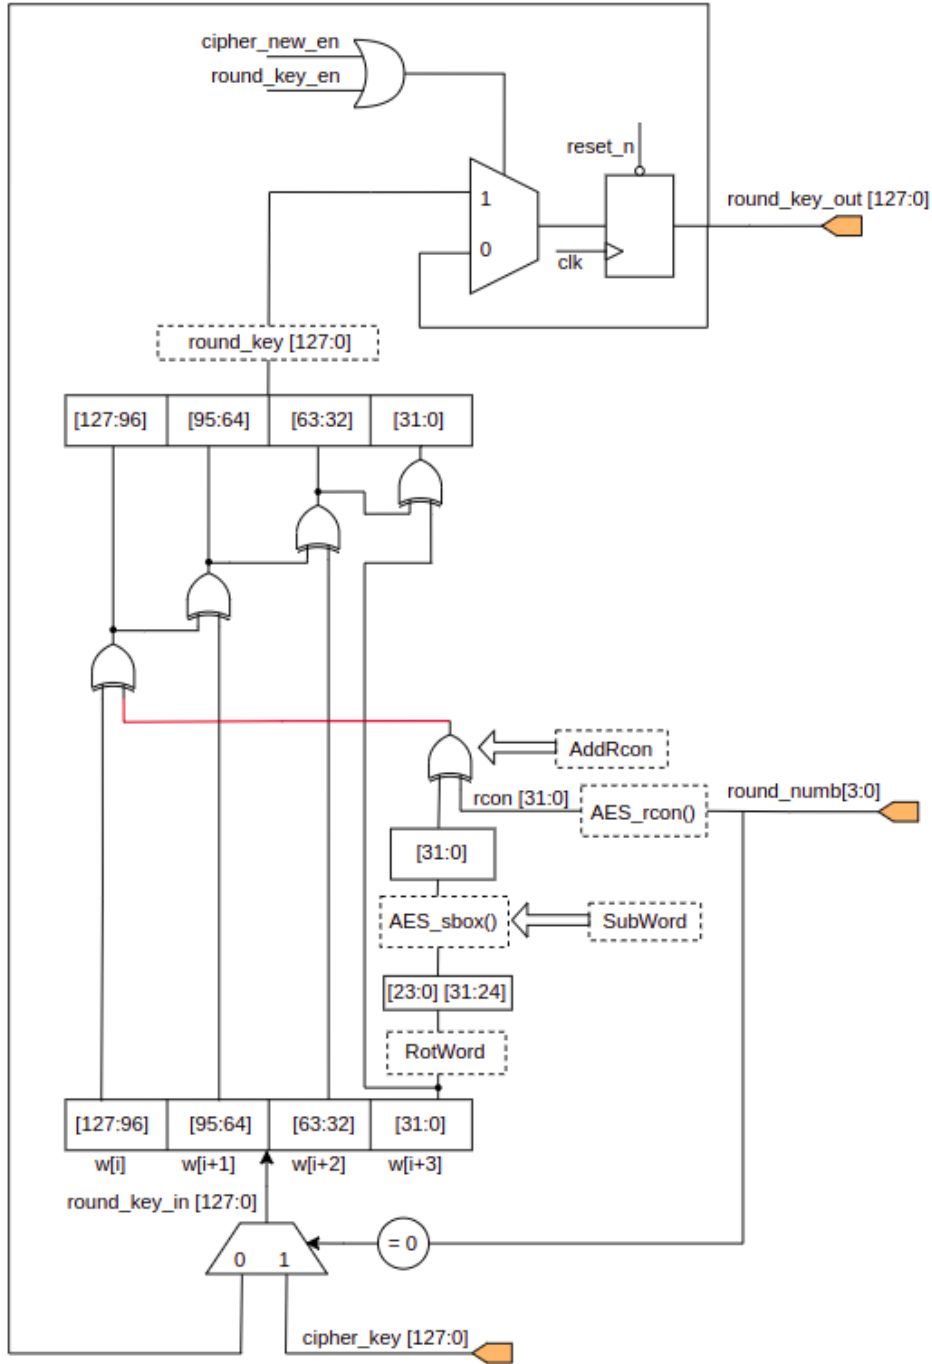 cipher_new_en
round_key_en
reset_n
1
round_key_out [127:0]
0
clk
round_key [127:0]
[127:96] [95:64] [63:32] [31:0]
AddRcon
rcon [31:0] AES_rcon() round_numb[3:0]
[31:0]
AES_sbox() SubWord
[23:0] [31:24]
RotWord
[127:96] [95:64] [63:32] [31:0]
w[i] w[i+1] w[i+2] w[i+3]
round_key_in [127:0]
= 0
0 1
cipher_key [127:0]